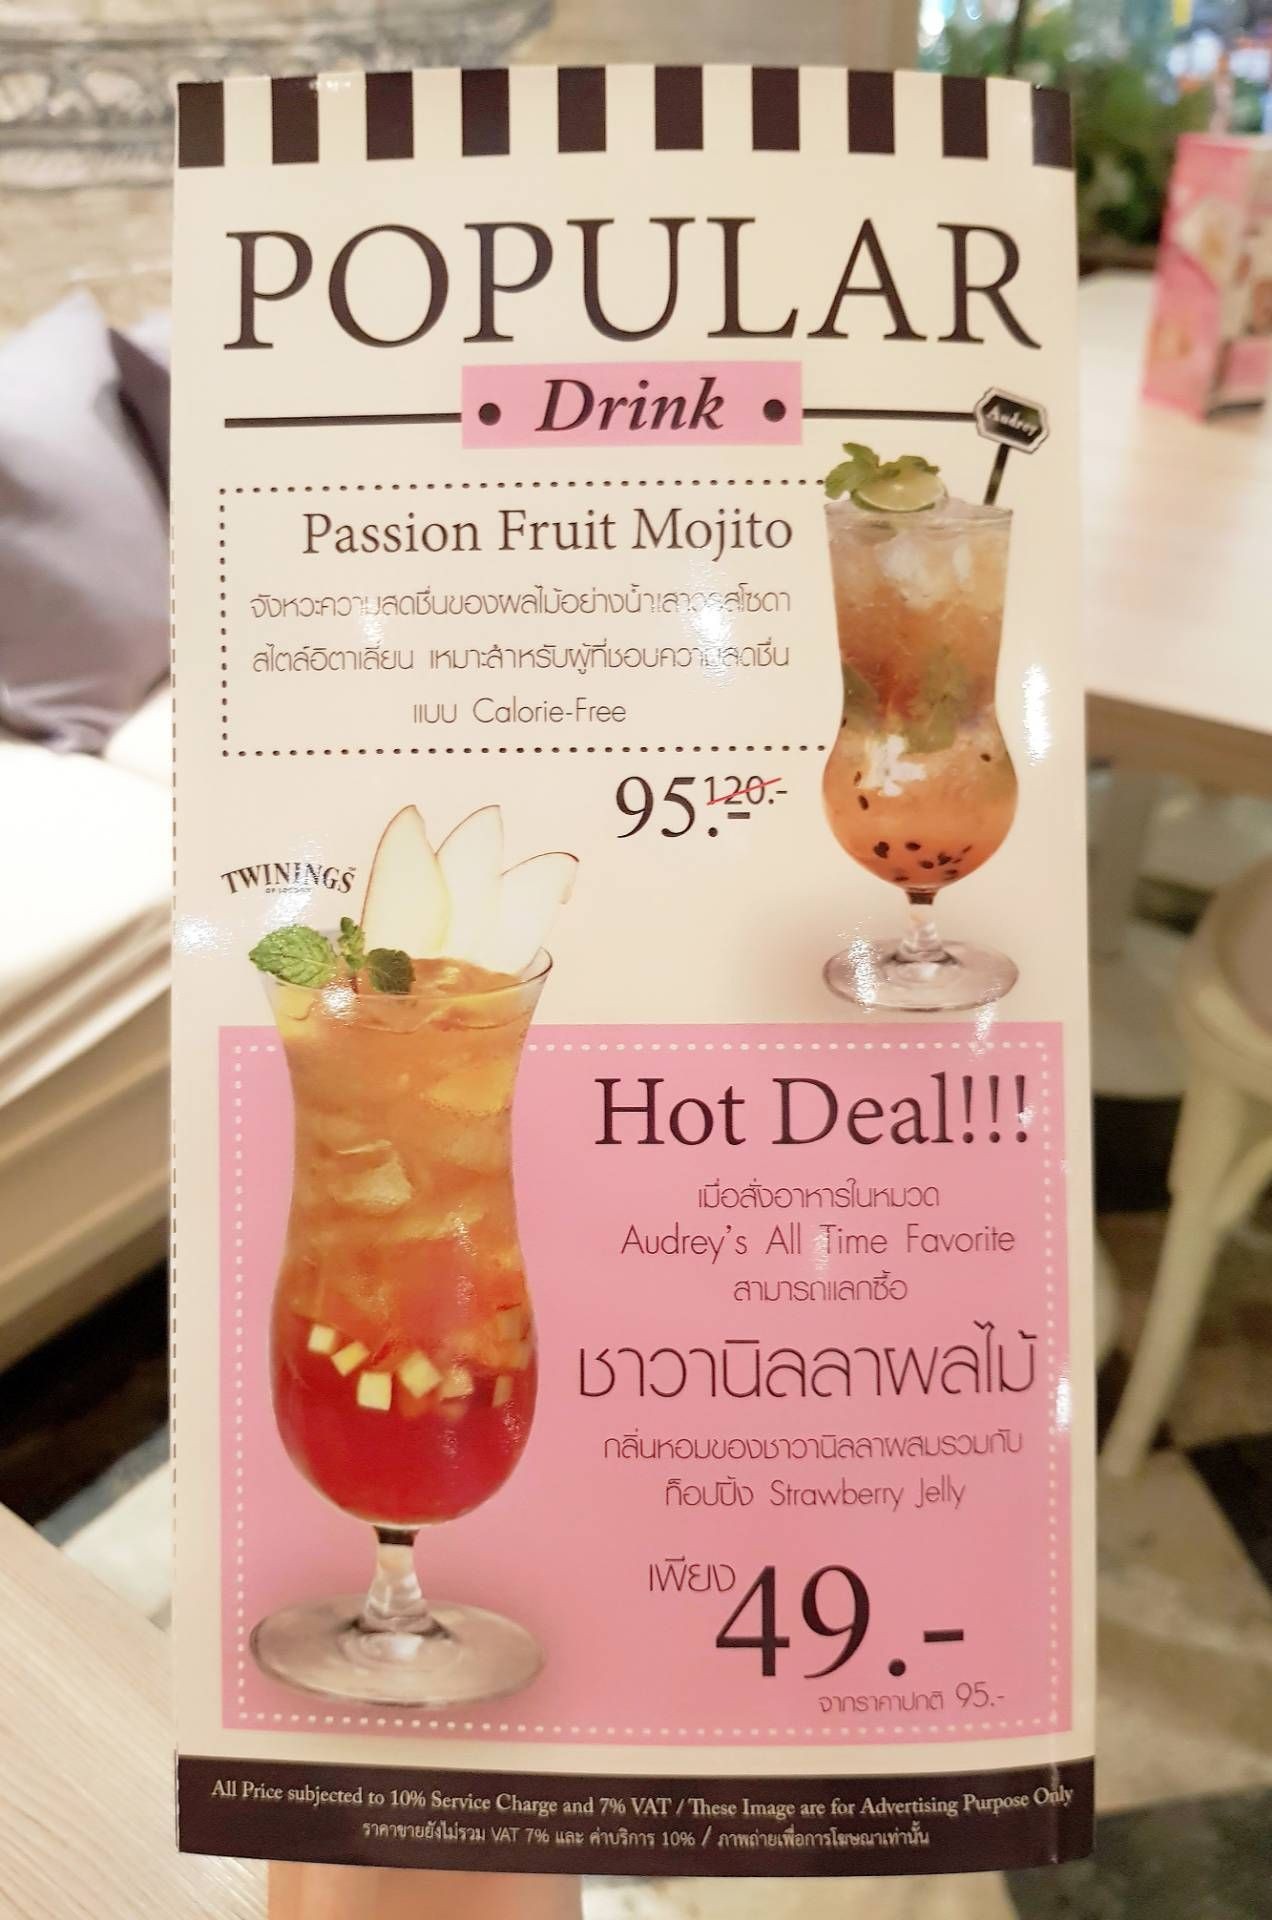 POPULAR
• Drink •
Audrey
Passion Fruit Mojito
จังหวะความสดชื่นของผลไม้อย่างน้ำเสาวรสโซดา
สไตล์อิตาเลียน เหมาะสำหรับผู้ที่ชอบความสดชื่น
แบบ Calorie-Free
95.- 120.-
TWININGS
OF LONDON
Hot Deal!!!
เมื่อสั่งอาหารในหมวด
Audrey's All Time Favorite
สามารถแลกซื้อ
ชาวานิลลาผลไม้
กลิ่นหอมของชาวานิลลาผสมรวมกับ
ท็อปปิ้ง Strawberry Jelly
เพียง 49.-
จากราคาปกติ 95.-
All Price subjected to 10% Service Charge and 7% VAT / These Image are for Advertising Purpose Only
ราคาขายยังไม่รวม VAT 7% และ ค่าบริการ 10% / ภาพถ่ายเพื่อการโฆษณาเท่านั้น